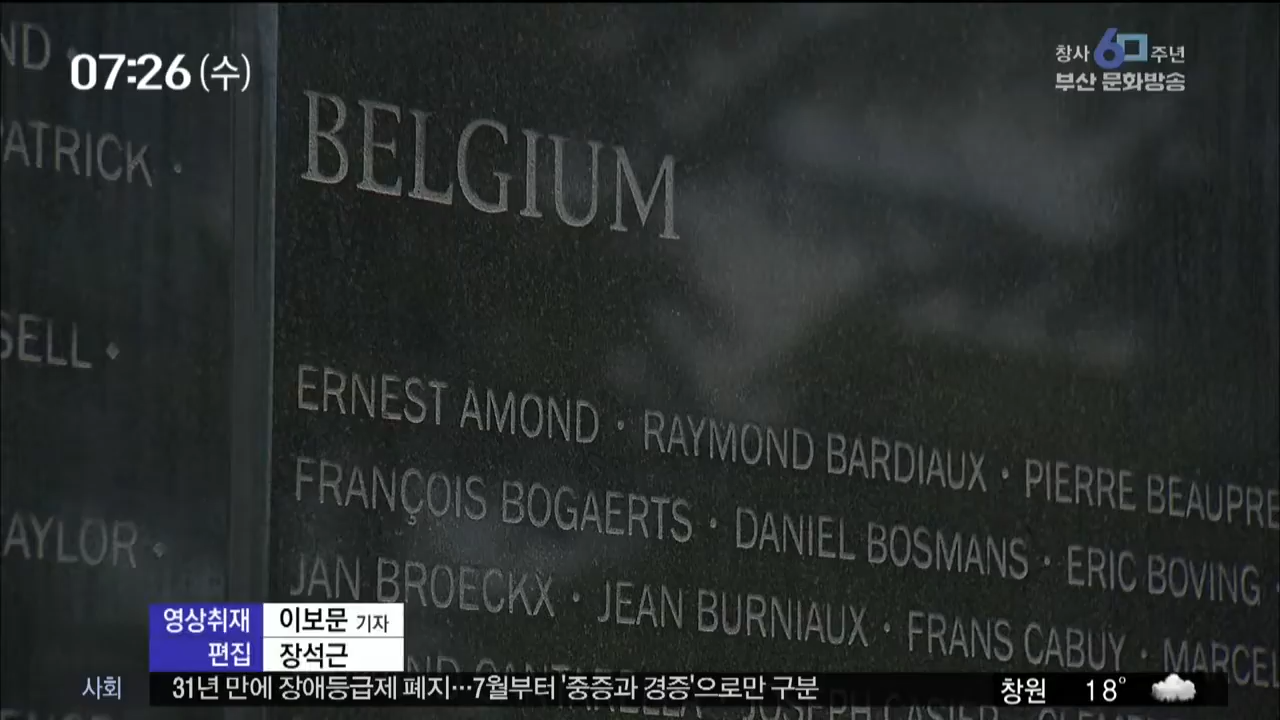 07:26 (수)
창사 60 주년
부산 문화방송
ND
PATRICK ·
SELL ·
TAYLOR ·
BELGIUM
ERNEST AMOND · RAYMOND BARDIAUX · PIERRE BEAUPRE
FRANÇOIS BOGAERTS · DANIEL BOSMANS · ERIC BOVING ·
JAN BROECKX · JEAN BURNIAUX · FRANS CABUY · MARCEL
JOSEPH CASIER
영상취재 이보문 기자
편집 장석근
사회 31년 만에 장애등급제 폐지…7월부터 '중증과 경증'으로만 구분 창원 18°